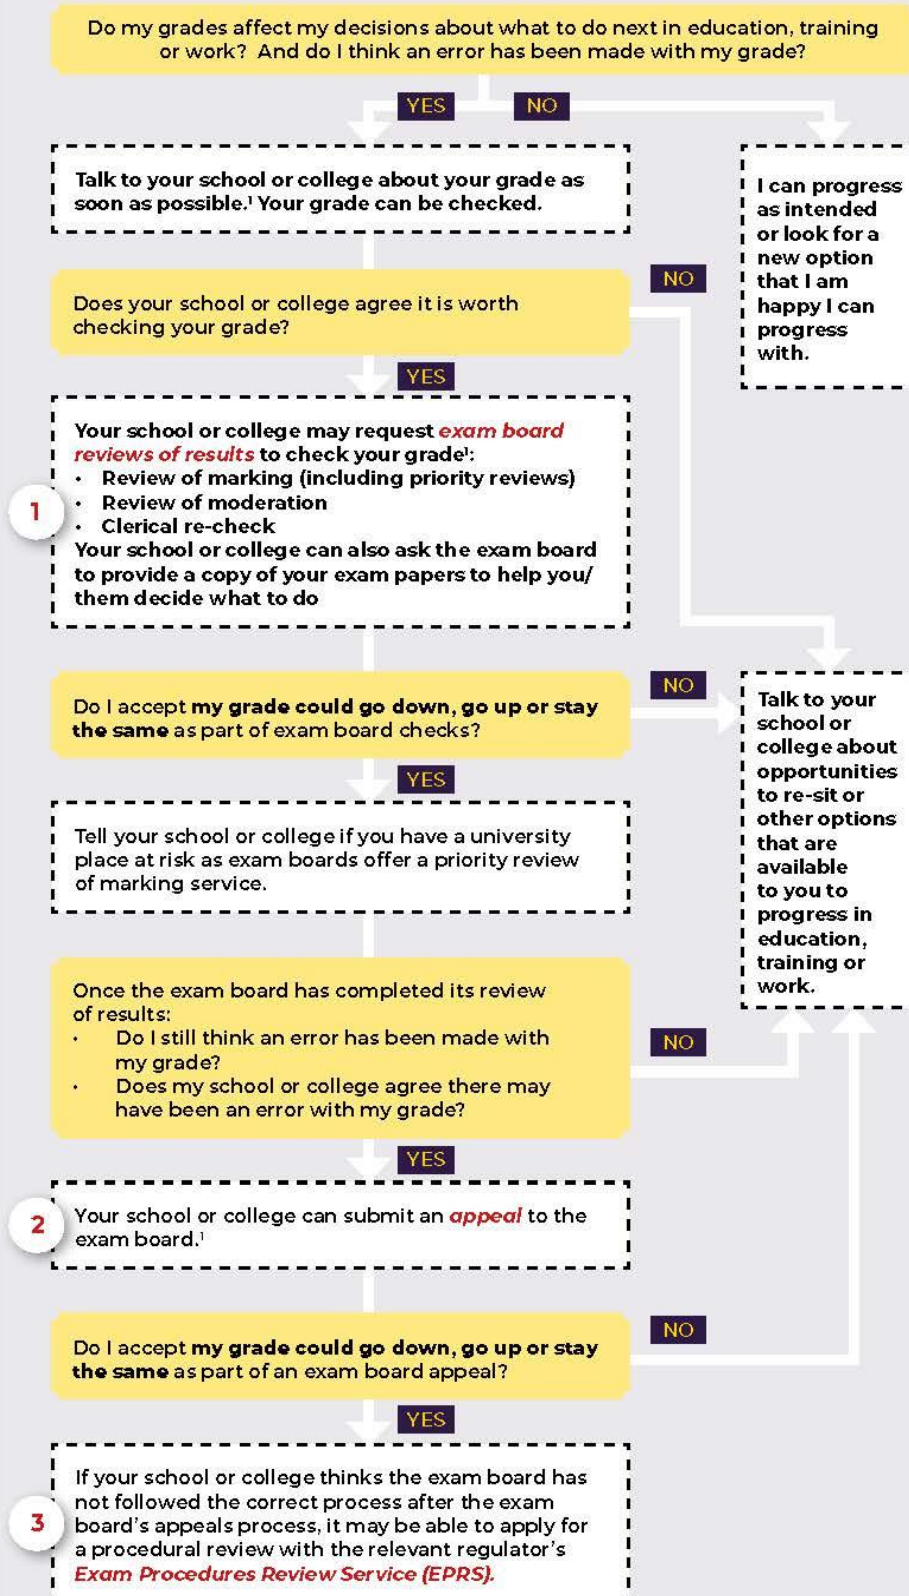 Do my grades affect my decisions about what to do next in education, training
or work? And do I think an error has been made with my grade?
YES
NO
Talk to your school or college about your grade as
soon as possible.¹ Your grade can be checked.
I can progress
as intended
or look for a
new option
that I am
happy I can
progress
with.
Does your school or college agree it is worth
checking your grade?
NO
YES
1
Your school or college may request exam board
reviews of results to check your grade¹:
• Review of marking (including priority reviews)
• Review of moderation
• Clerical re-check
Your school or college can also ask the exam board
to provide a copy of your exam papers to help you/
them decide what to do
Do I accept my grade could go down, go up or stay
the same as part of exam board checks?
NO
YES
Talk to your
school or
college about
opportunities
to re-sit or
other options
that are
available
to you to
progress in
education,
training or
work.
Tell your school or college if you have a university
place at risk as exam boards offer a priority review
of marking service.
Once the exam board has completed its review
of results:
• Do I still think an error has been made with
my grade?
• Does my school or college agree there may
have been an error with my grade?
NO
YES
2
Your school or college can submit an appeal to the
exam board.¹
Do I accept my grade could go down, go up or stay
the same as part of an exam board appeal?
NO
YES
3
If your school or college thinks the exam board has
not followed the correct process after the exam
board's appeals process, it may be able to apply for
a procedural review with the relevant regulator's
Exam Procedures Review Service (EPRS).